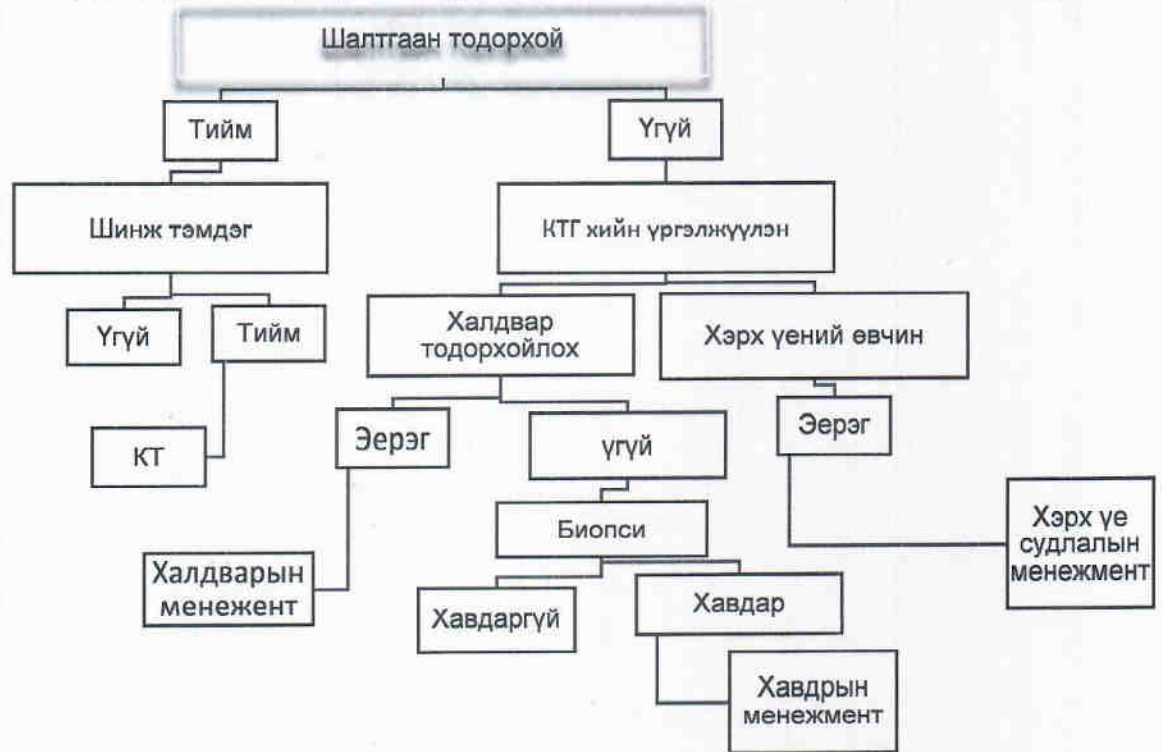 Шалтгаан тодорхой
Тийм
Үгүй
Шинж тэмдэг
КТГ хийн үргэлжүүлэн
Үгүй
Тийм
Халдвар
тодорхойлох
Хэрх үений өвчин
КТ
Эерэг
үгүй
Эерэг
Биопси
Халдварын
менежент
Хавдаргүй
Хавдар
Хэрх үе
судлалын
менежмент
Хавдрын
менежмент